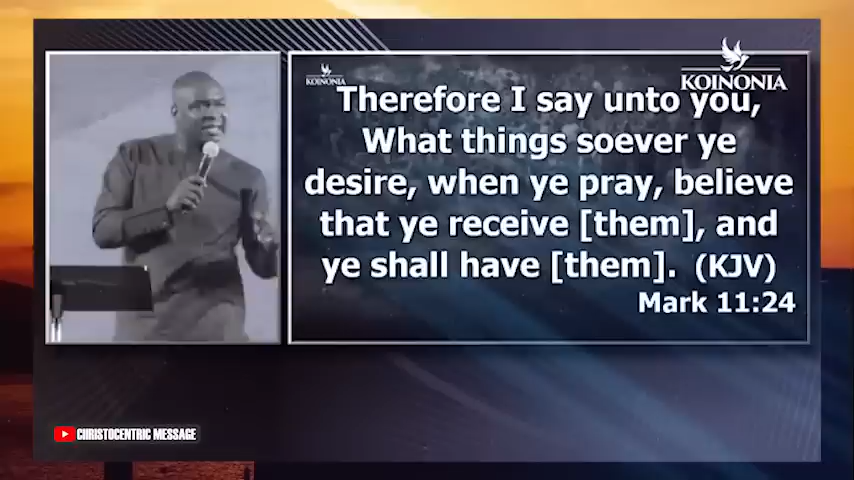 KOINONIA
KOINONIA
Therefore I say unto you,
What things soever ye
desire, when ye pray, believe
that ye receive [them], and
ye shall have [them]. (KJV)
Mark 11:24
CHRISTOCENTRIC MESSAGE